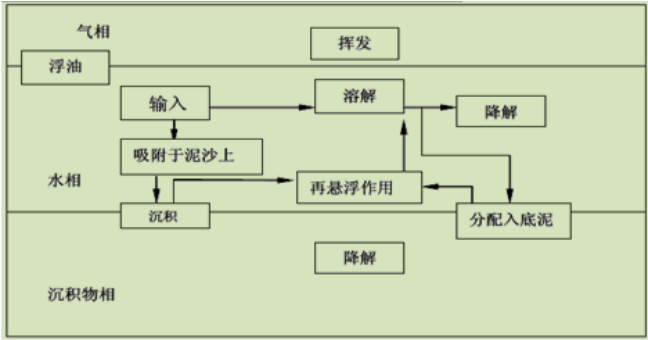 气相
挥发
浮油
输入
溶解
降解
吸附于泥沙上
水相
再悬浮作用
沉积
分配入底泥
降解
沉积物相